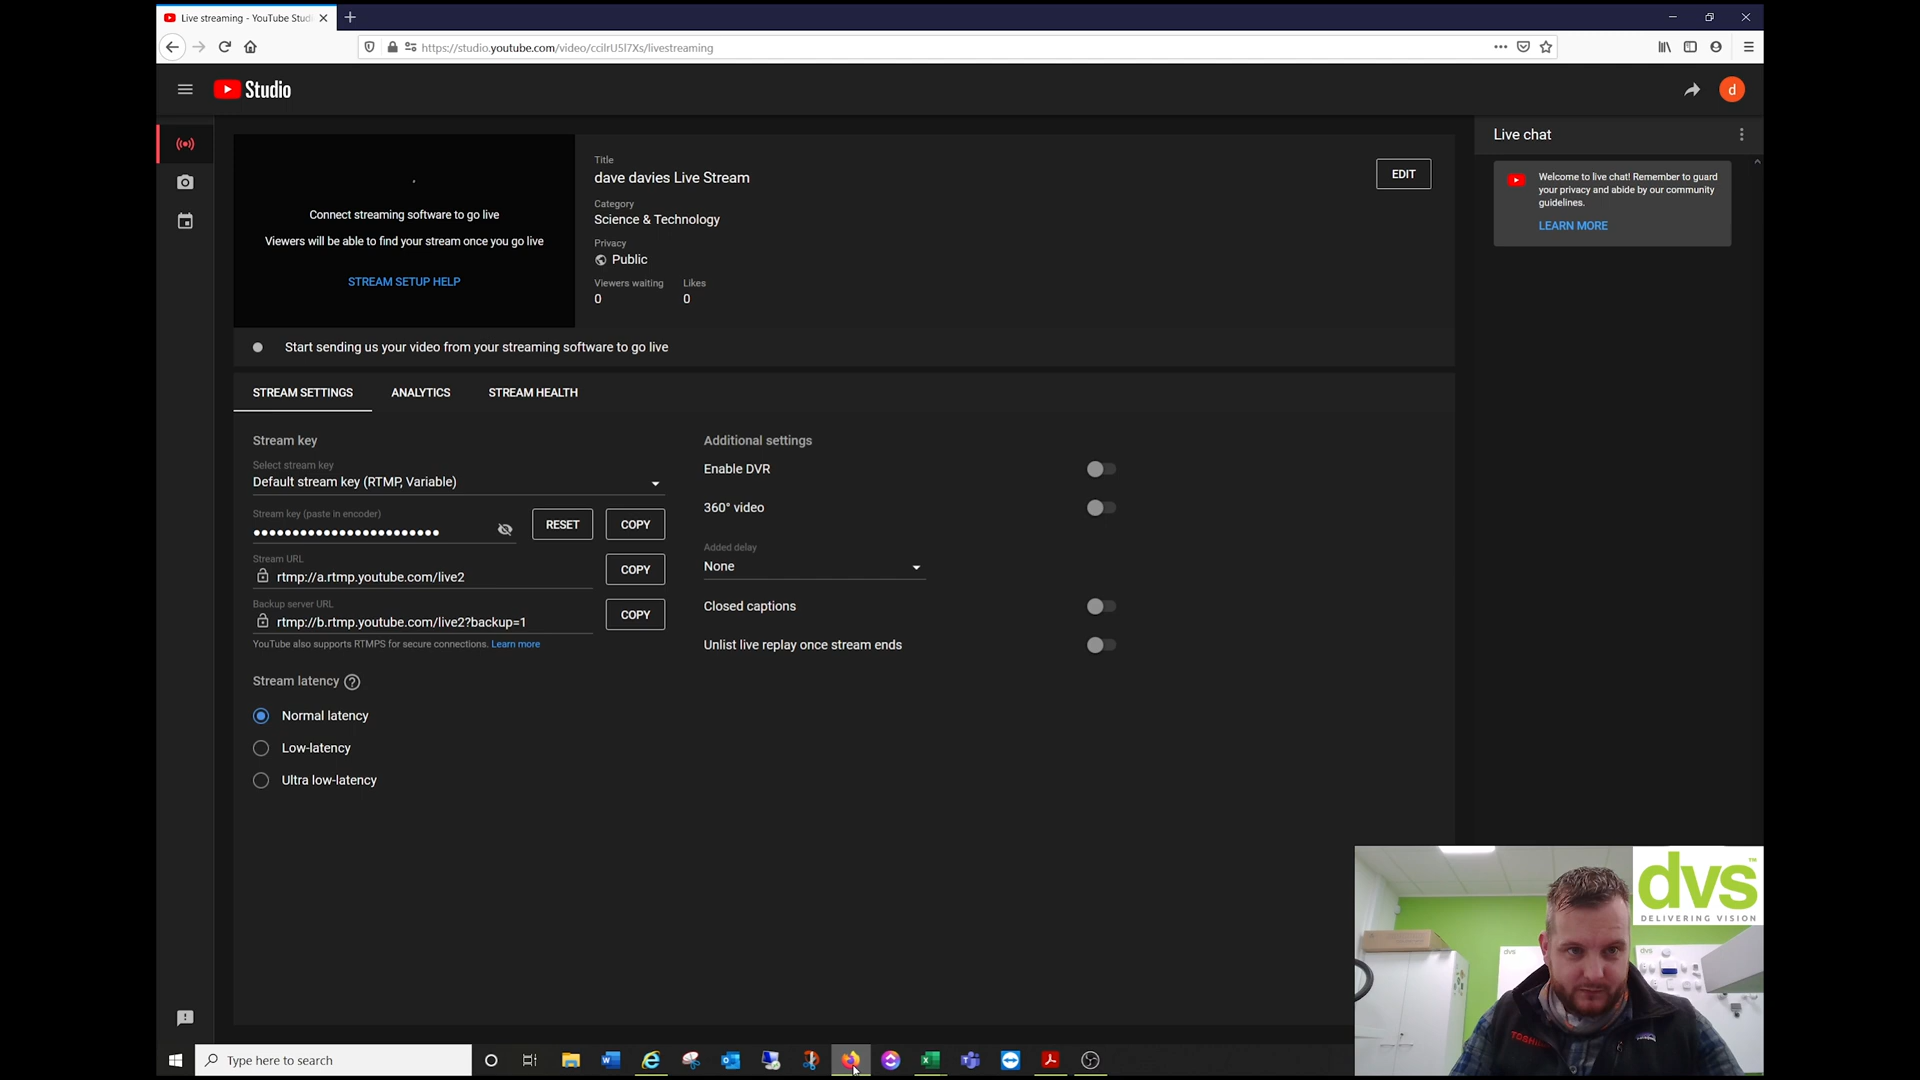 Live streaming - YouTube Studi
https://studio.youtube.com/video/ccilrU5l7Xs/livestreaming
Studio
d
Connect streaming software to go live
Viewers will be able to find your stream once you go live
STREAM SETUP HELP
Title
dave davies Live Stream
EDIT
Category
Science & Technology
Privacy
Public
Viewers waiting
Likes
0
0
Live chat
Welcome to live chat! Remember to guard
your privacy and abide by our community
guidelines.
LEARN MORE
Start sending us your video from your streaming software to go live
STREAM SETTINGS
ANALYTICS
STREAM HEALTH
Stream key
Select stream key
Default stream key (RTMP, Variable)
Stream key (paste in encoder)
RESET
COPY
Stream URL
rtmp://a.rtmp.youtube.com/live2
COPY
Backup server URL
rtmp://b.rtmp.youtube.com/live2?backup=1
COPY
YouTube also supports RTMPS for secure connections. Learn more
Stream latency
Normal latency
Low-latency
Ultra low-latency
Additional settings
Enable DVR
360° video
Added delay
None
Closed captions
Unlist live replay once stream ends
dvs™
DELIVERING VISION
dvs
dvs
TOSHIBA
Type here to search